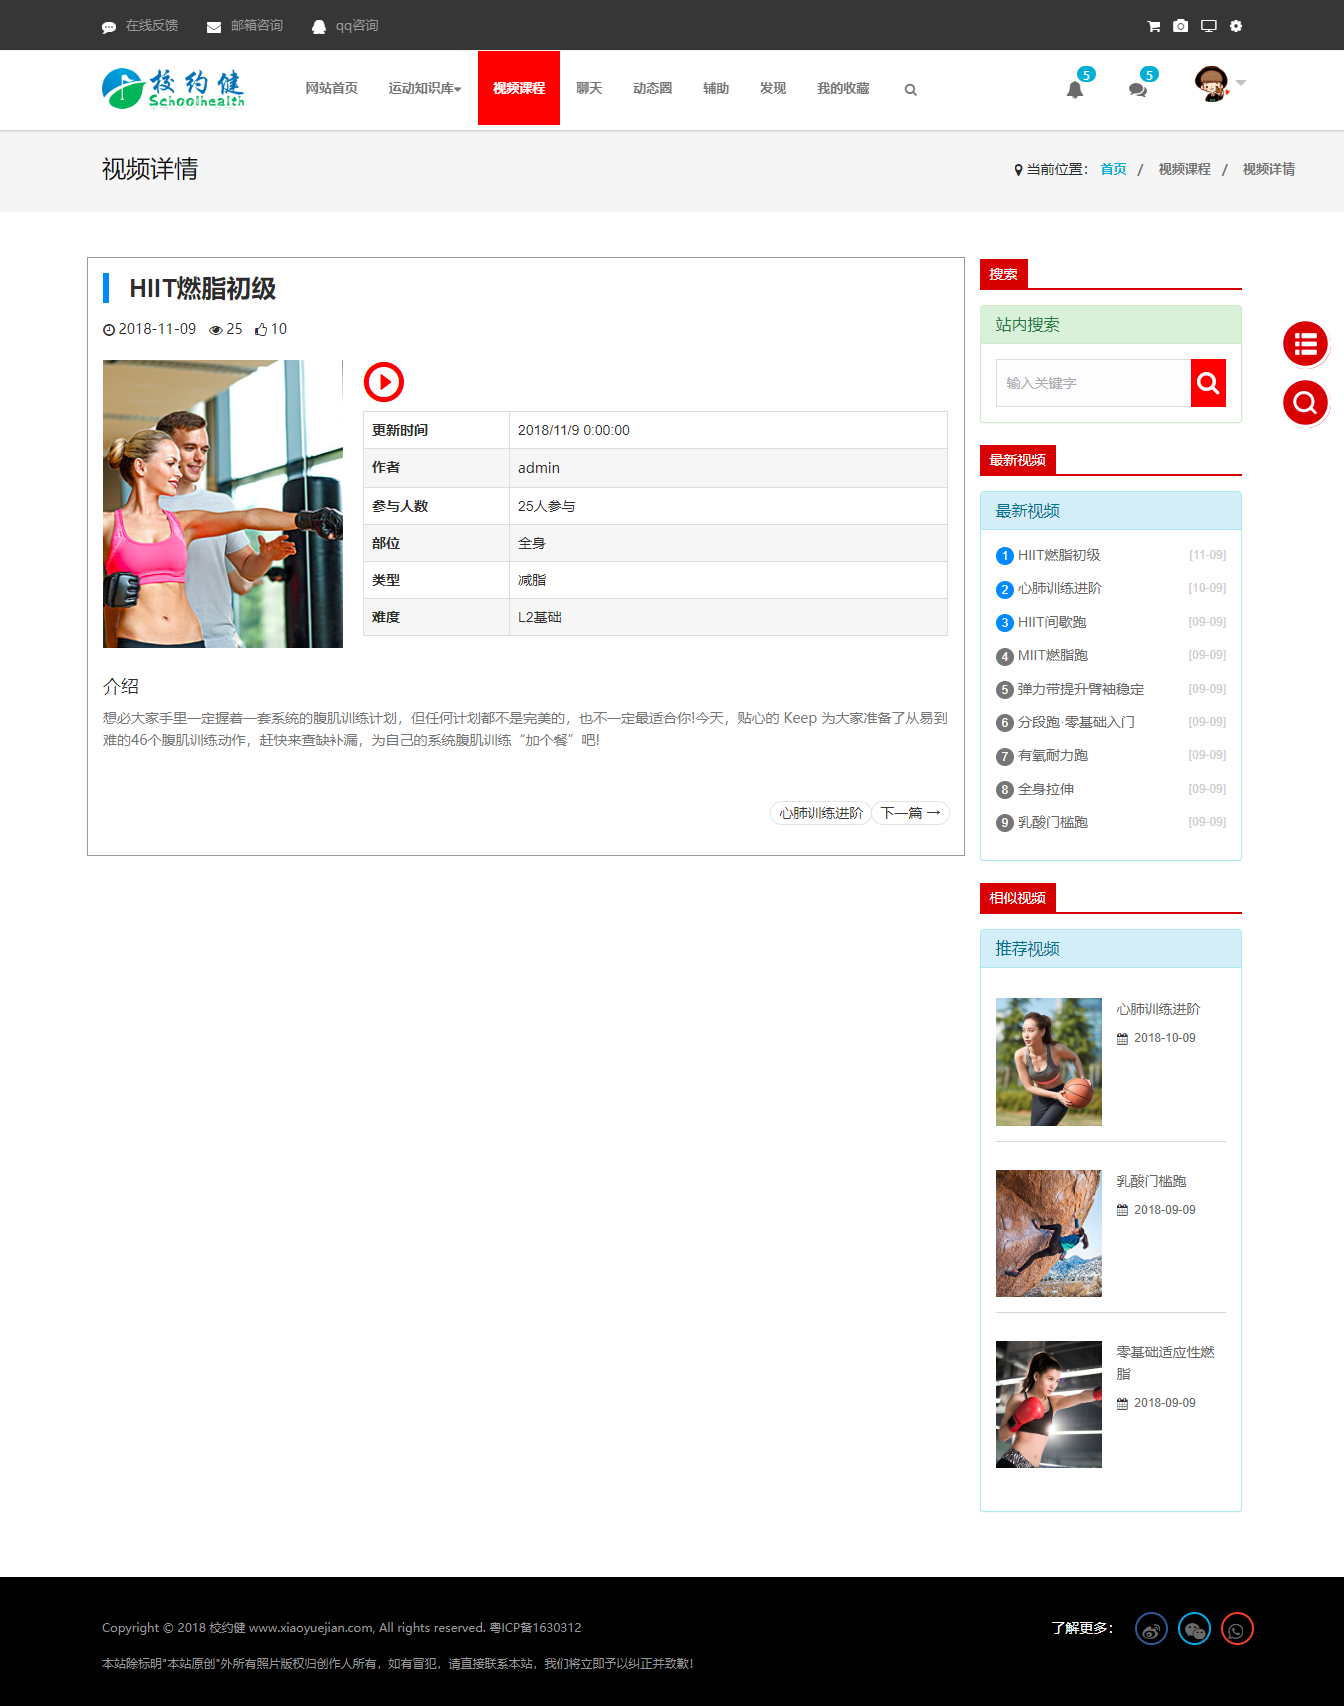 在线反馈 邮箱咨询 qq咨询
校约健
Schoolhealth
网站首页 运动知识库 视频课程 聊天 动态圈 辅助 发现 我的收藏
5 5
视频详情
当前位置： 首页 / 视频课程 / 视频详情
HIIT燃脂初级
2018-11-09 25 10
更新时间 2018/11/9 0:00:00
作者 admin
参与人数 25人参与
部位 全身
类型 减脂
难度 L2基础
介绍
想必大家手里一定握着一套系统的腹肌训练计划，但任何计划都不是完美的，也不一定最适合你!今天，贴心的 Keep 为大家准备了从易到
难的46个腹肌训练动作，赶快来查缺补漏，为自己的系统腹肌训练“加个餐”吧!
心肺训练进阶 下一篇 →
搜索
站内搜索
输入关键字
最新视频
最新视频
1 HIIT燃脂初级 [11-09]
2 心肺训练进阶 [10-09]
3 HIIT间歇跑 [09-09]
4 MIIT燃脂跑 [09-09]
5 弹力带提升臂袖稳定 [09-09]
6 分段跑·零基础入门 [09-09]
7 有氧耐力跑 [09-09]
8 全身拉伸 [09-09]
9 乳酸门槛跑 [09-09]
相似视频
推荐视频
心肺训练进阶
2018-10-09
乳酸门槛跑
2018-09-09
零基础适应性燃
脂
2018-09-09
Copyright © 2018 校约健 www.xiaoyuejian.com, All rights reserved. 粤ICP备1630312
了解更多：
本站除标明"本站原创"外所有照片版权归创作人所有，如有冒犯，请直接联系本站，我们将立即予以纠正并致歉!